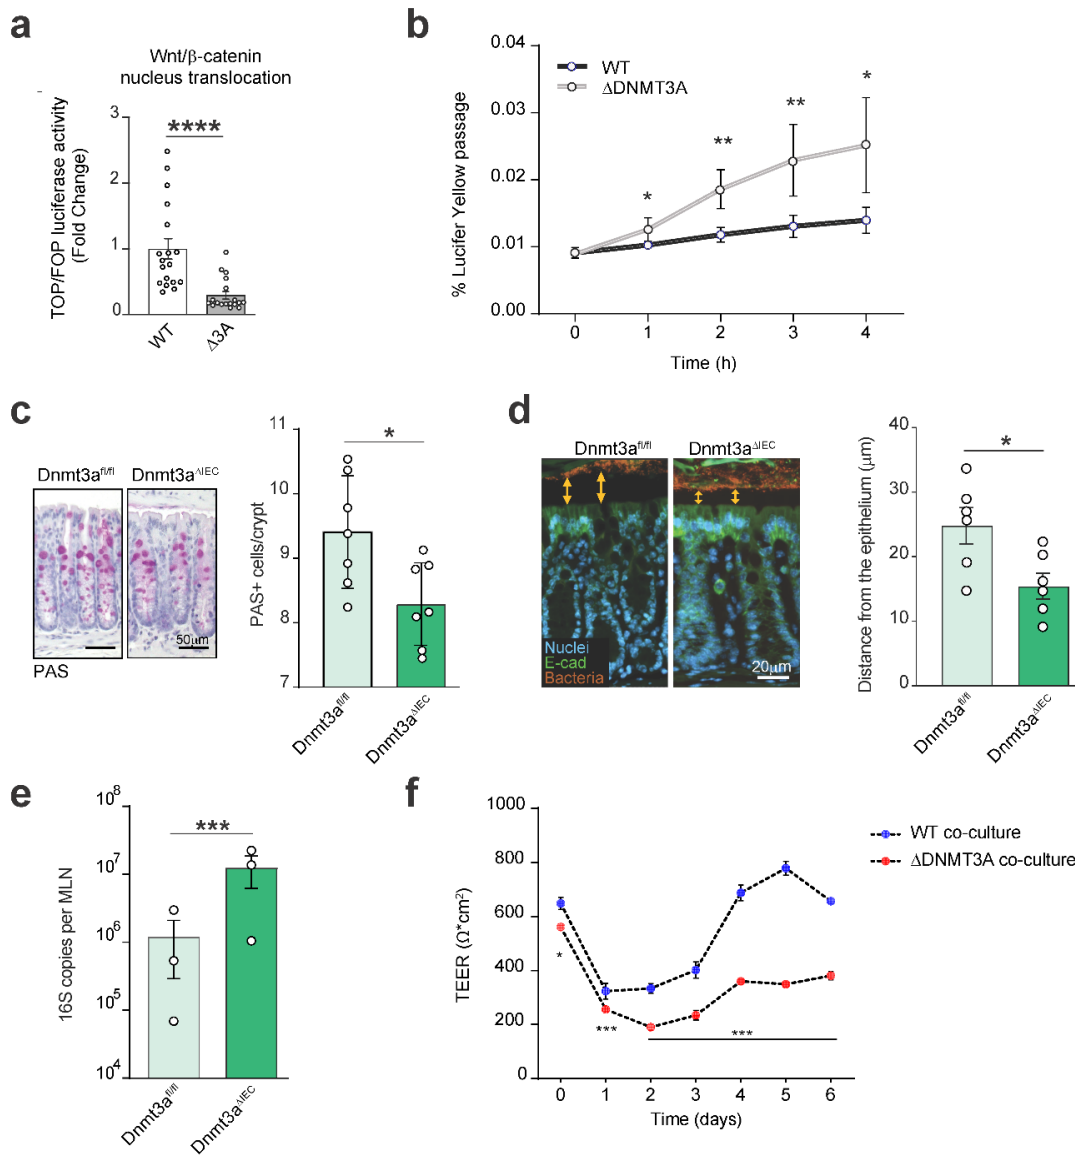 a
Wnt/β-catenin
nucleus translocation
TOP/FOP luciferase activity
(Fold Change)
3
2
1
0
****
WT
Δ3A
b
% Lucifer Yellow passage
0.04
0.03
0.02
0.01
0.00
WT
ΔDNMT3A
*
**
**
*
0
1
2
3
4
Time (h)
c
Dnmt3afl/fl
Dnmt3aΔIEC
50μm
PAS
PAS+ cells/crypt
11
10
9
8
7
*
Dnmt3afl/fl
Dnmt3aΔIEC
d
Dnmt3afl/fl
Dnmt3aΔIEC
Nuclei
E-cad
Bacteria
20μm
Distance from the epithelium (μm)
40
30
20
10
0
*
Dnmt3afl/fl
Dnmt3aΔIEC
e
16S copies per MLN
10⁸
10⁷
10⁶
10⁵
10⁴
***
Dnmt3afl/fl
Dnmt3aΔIEC
f
TEER (Ω*cm²)
1000
800
600
400
200
0
*
***
***
0
1
2
3
4
5
6
Time (days)
WT co-culture
ΔDNMT3A co-culture